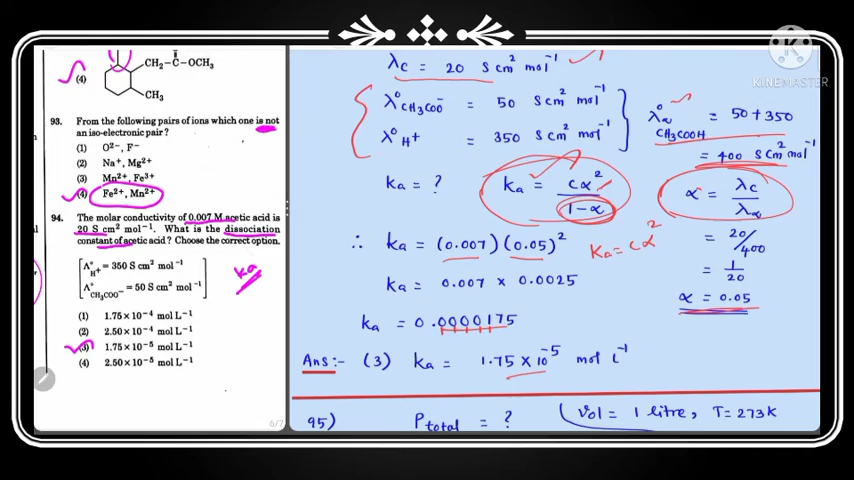 (4)
CH₂–C–OCH₃
CH₃
93. From the following pairs of ions which one is not
an iso-electronic pair?
(1) O²⁻, F⁻
(2) Na⁺, Mg²⁺
(3) Mn²⁺, Fe³⁺
(4) Fe²⁺, Mn²⁺
94. The molar conductivity of 0.007 M acetic acid is
20 S cm² mol⁻¹. What is the dissociation
constant of acetic acid? Choose the correct option.
[Λ°H⁺ = 350 S cm² mol⁻¹
Λ°CH₃COO⁻ = 50 S cm² mol⁻¹]
Ka
(1) 1.75 × 10⁻⁴ mol L⁻¹
(2) 2.50 × 10⁻⁴ mol L⁻¹
(3) 1.75 × 10⁻⁵ mol L⁻¹
(4) 2.50 × 10⁻⁵ mol L⁻¹
6/7
λc = 20 S cm² mol⁻¹
λ°CH₃COO⁻ = 50 S cm² mol⁻¹
λ°H⁺ = 350 S cm² mol⁻¹
λ°∞ CH₃COOH = 50 + 350
= 400 S cm² mol⁻¹
Ka = ?
Ka = cα² / 1-α
α = λc / λ∞
∴ Ka = (0.007) (0.05)²
Ka = cα²
= 20/400
Ka = 0.007 × 0.0025
= 1/20
Ka = 0.0000175
α = 0.05
Ans :- (3) Ka = 1.75 × 10⁻⁵ mol L⁻¹
95) P total = ? (Vol = 1 litre, T = 273K
KINEMASTER